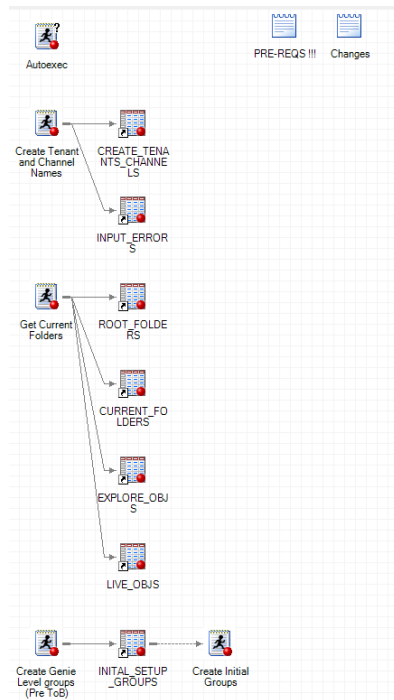 ?
PRE-REQS !!!
Changes
Autoexec
Create Tenant
and Channel
Names
CREATE_TENA
NTS_CHANNE
LS
INPUT_ERROR
S
Get Current
Folders
ROOT_FOLDE
RS
CURRENT_FO
LDERS
EXPLORE_OBJ
S
LIVE_OBJS
Create Genie
Level groups
(Pre ToB)
INITAL_SETUP
_GROUPS
Create Initial
Groups